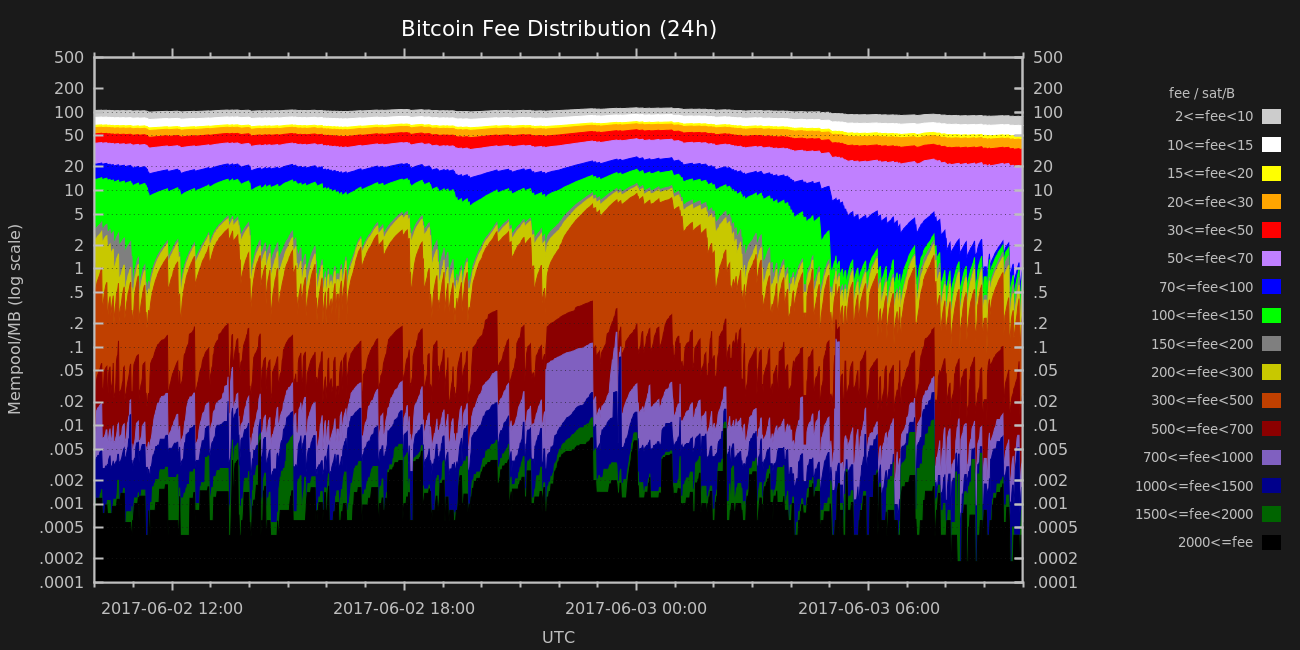 Bitcoin Fee Distribution (24h)
500
200
100
50
20
10
5
2
1
.5
.2
.1
.05
.02
.01
.005
.002
.001
.0005
.0002
.0001
Mempool/MB (log scale)
500
200
100
50
20
10
5
2
1
.5
.2
.1
.05
.02
.01
.005
.002
.001
.0005
.0002
.0001
2017-06-02 12:00
2017-06-02 18:00
2017-06-03 00:00
2017-06-03 06:00
UTC
fee / sat/B
2<=fee<10
10<=fee<15
15<=fee<20
20<=fee<30
30<=fee<50
50<=fee<70
70<=fee<100
100<=fee<150
150<=fee<200
200<=fee<300
300<=fee<500
500<=fee<700
700<=fee<1000
1000<=fee<1500
1500<=fee<2000
2000<=fee